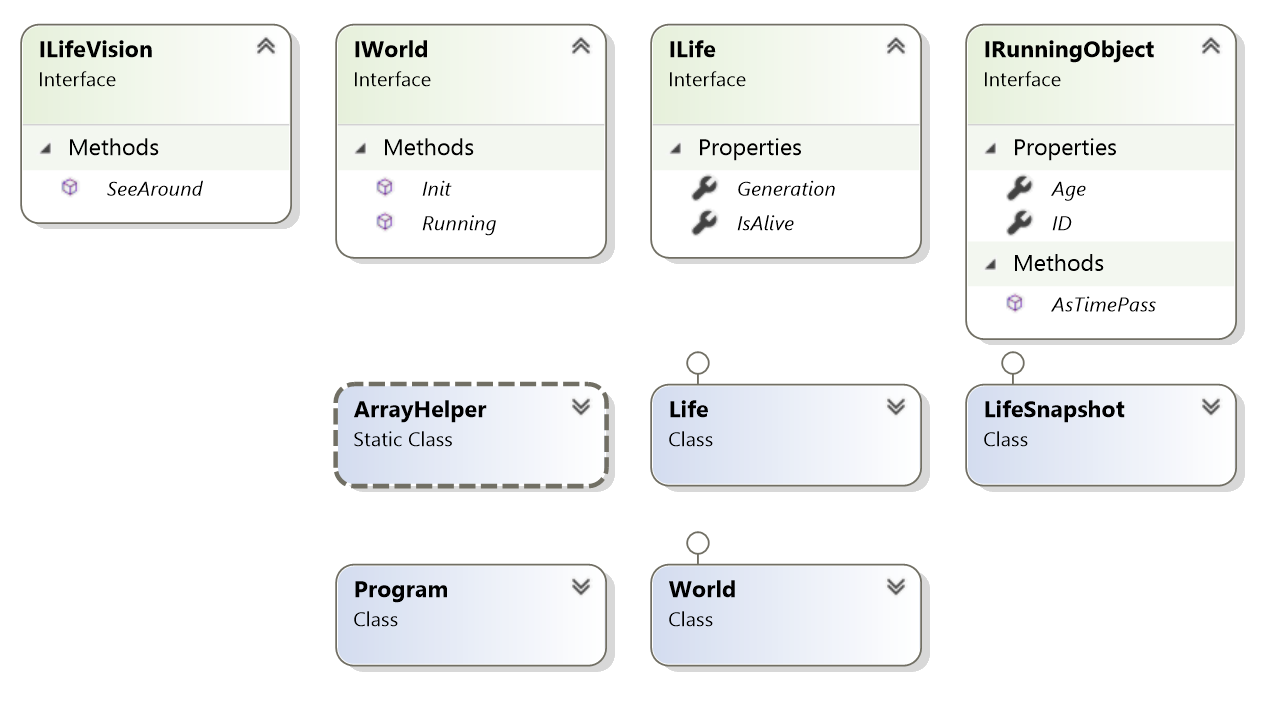 ILifeVision
Interface
Methods
SeeAround
IWorld
Interface
Methods
Init
Running
ILife
Interface
Properties
Generation
IsAlive
IRunningObject
Interface
Properties
Age
ID
Methods
AsTimePass
ArrayHelper
Static Class
Life
Class
LifeSnapshot
Class
Program
Class
World
Class